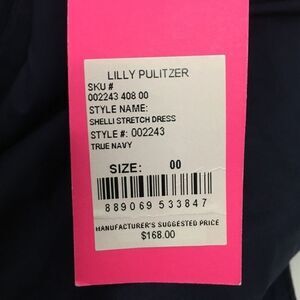 LILLY PULITZER
SKU #
002243 408 00
STYLE NAME:
SHELLI STRETCH DRESS
STYLE #: 002243
TRUE NAVY
SIZE: 00
889069 533847
MANUFACTURER'S SUGGESTED PRICE
$168.00